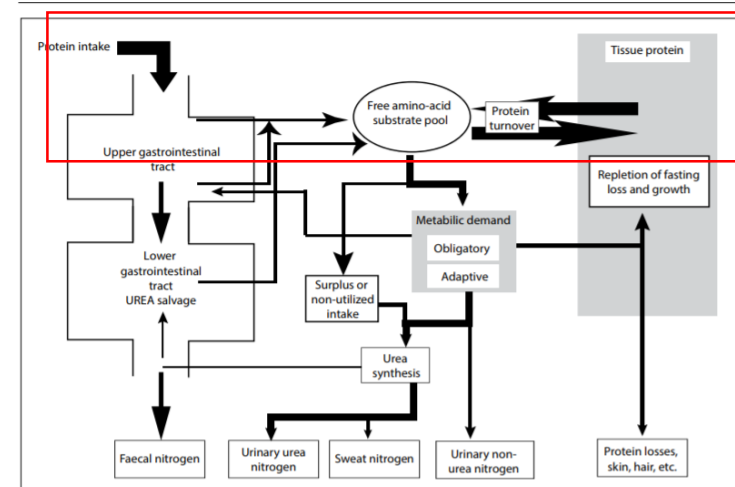 Protein intake
Tissue protein
Free amino-acid
substrate pool
Protein
turnover
Upper gastrointestinal
tract
Repletion of fasting
loss and growth
Metabilic demand
Obligatory
Adaptive
Lower
gastrointestinal
tract
UREA salvage
Surplus or
non-utilized
intake
Urea
synthesis
Faecal nitrogen
Urinary urea
nitrogen
Sweat nitrogen
Urinary non-
urea nitrogen
Protein losses,
skin, hair, etc.